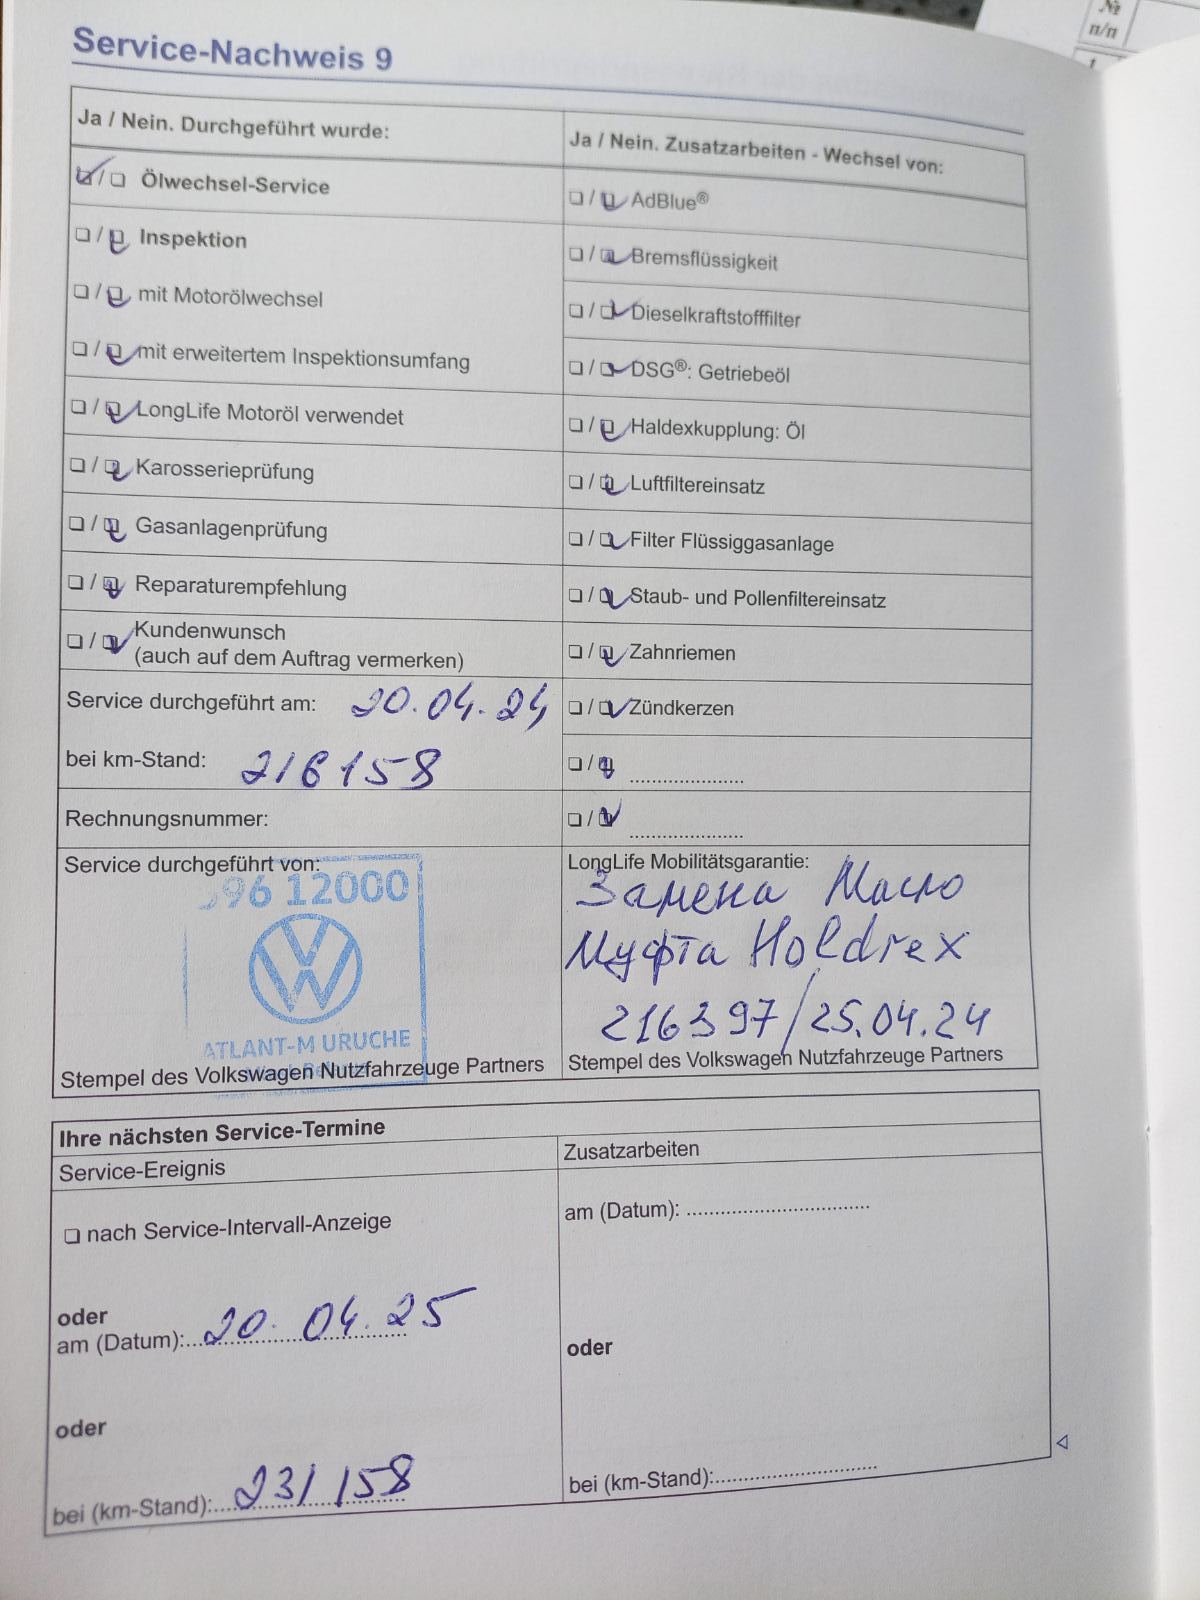 №
п/п
1
Service-Nachweis 9
Ja / Nein. Durchgeführt wurde:
☑/❏ Ölwechsel-Service
❏/☑ Inspektion
❏/☑ mit Motorölwechsel
❏/☑ mit erweitertem Inspektionsumfang
❏/☑ LongLife Motoröl verwendet
❏/☑ Karosserieprüfung
❏/☑ Gasanlagenprüfung
❏/☑ Reparaturempfehlung
❏/☑ Kundenwunsch
(auch auf dem Auftrag vermerken)
Service durchgeführt am: 20.04.24
bei km-Stand: 216158
Rechnungsnummer:
Service durchgeführt von:
96 12000
ATLANT-M URUCHE
Stempel des Volkswagen Nutzfahrzeuge Partners
Ja / Nein. Zusatzarbeiten - Wechsel von:
❏/☑ AdBlue®
❏/☑ Bremsflüssigkeit
❏/☑ Dieselkraftstofffilter
❏/☑ DSG®: Getriebeöl
❏/☑ Haldexkupplung: Öl
❏/☑ Luftfiltereinsatz
❏/☑ Filter Flüssiggasanlage
❏/☑ Staub- und Pollenfiltereinsatz
❏/☑ Zahnriemen
❏/☑ Zündkerzen
❏/☑ ....................
❏/☑ ....................
LongLife Mobilitätsgarantie:
Замена Масло
Муфта Holdrex
216397/25.04.24
Stempel des Volkswagen Nutzfahrzeuge Partners
Ihre nächsten Service-Termine
Service-Ereignis
❏ nach Service-Intervall-Anzeige
oder
am (Datum): 20.04.25
oder
bei (km-Stand): 231158
Zusatzarbeiten
am (Datum): ................................
oder
bei (km-Stand): ............................